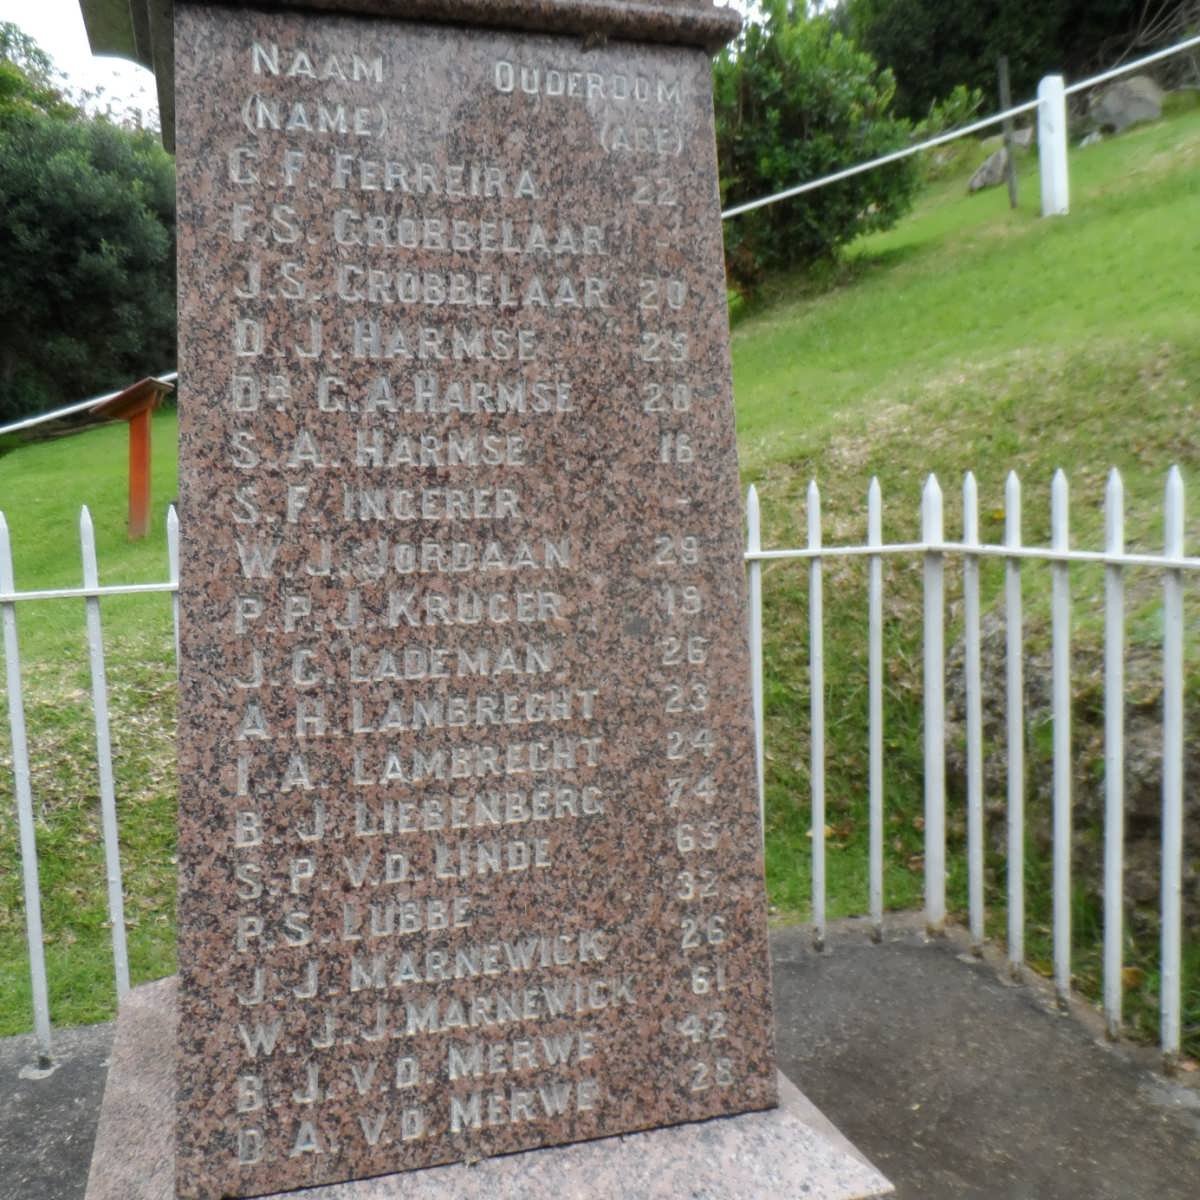 NAAM OUDERDOM
(NAME) (AGE)
G.F. FERREIRA 22
F.S. GROBBELAAR -
J.S. GROBBELAAR 20
D.J. HARMSE 29
DR. G.A. HARMSE 20
S.A. HARMSE 16
S.F. INGERER -
W.J. JORDAAN 29
P.P.J. KRUGER 19
J.C. LADEMAN 26
A.H. LAMBRECHT 23
I.A. LAMBRECHT 24
B.J. LIEBENBERG 74
S.P. V.D. LINDE 65
P.S. LUBBE 32
J.J. MARNEWICK 26
W.J.J. MARNEWICK 61
B.J. V.D. MERWE 42
D.A. V.D. MERWE 28